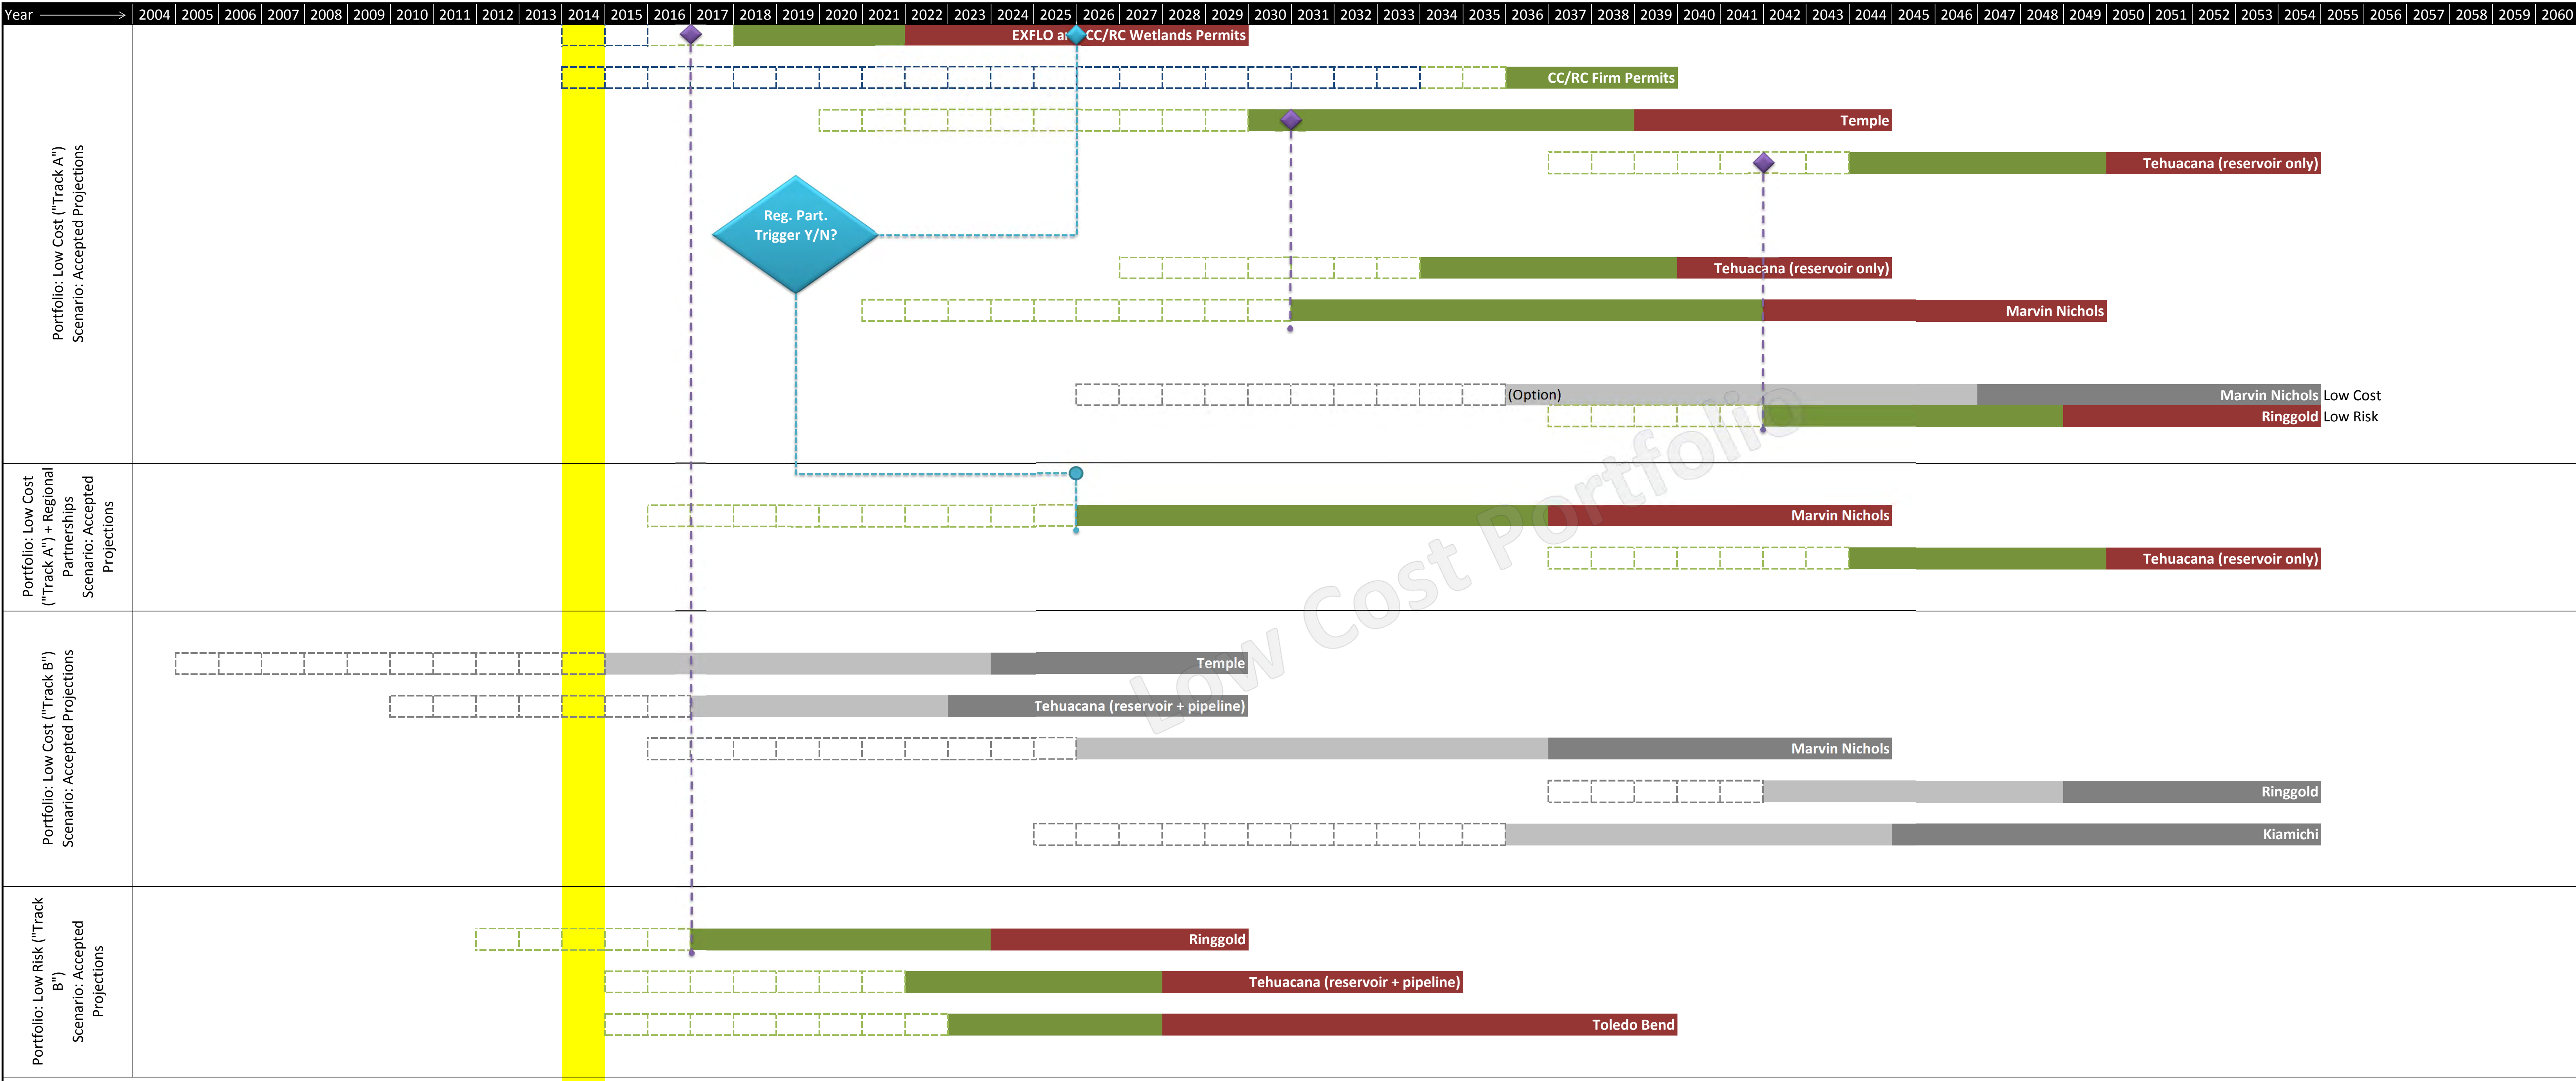 Year 2004 2005 2006 2007 2008 2009 2010 2011 2012 2013 2014 2015 2016 2017 2018 2019 2020 2021 2022 2023 2024 2025 2026 2027 2028 2029 2030 2031 2032 2033 2034 2035 2036 2037 2038 2039 2040 2041 2042 2043 2044 2045 2046 2047 2048 2049 2050 2051 2052 2053 2054 2055 2056 2057 2058 2059 2060
Portfolio: Low Cost ("Track A")
Scenario: Accepted Projections
EXFLO a CC/RC Wetlands Permits
CC/RC Firm Permits
Temple
Tehuacana (reservoir only)
Reg. Part.
Trigger Y/N?
Tehuacana (reservoir only)
Marvin Nichols
(Option)
Marvin Nichols Low Cost
Ringgold Low Risk
Portfolio: Low Cost
("Track A") + Regional
Partnerships
Scenario: Accepted
Projections
Marvin Nichols
Tehuacana (reservoir only)
Low Cost Portfolio
Portfolio: Low Cost ("Track B")
Scenario: Accepted Projections
Temple
Tehuacana (reservoir + pipeline)
Marvin Nichols
Ringgold
Kiamichi
Portfolio: Low Risk ("Track
B")
Scenario: Accepted
Projections
Ringgold
Tehuacana (reservoir + pipeline)
Toledo Bend